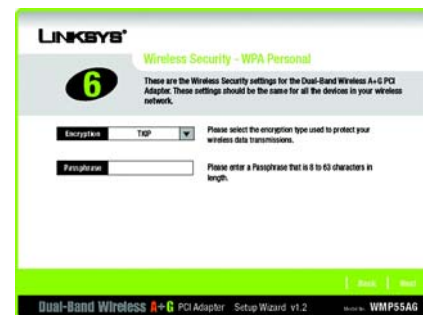 LINKSYS®
Wireless Security - WPA Personal
6
These are the Wireless Security settings for the Dual-Band Wireless A+G PCI
Adapter. These settings should be the same for all the devices in your wireless
network.
Encryption TKIP Please select the encryption type used to protect your
wireless data transmissions.
Passphrase Please enter a Passphrase that is 8 to 63 characters in
length.
Back | Next
Dual-Band Wireless A+G PCI Adapter Setup Wizard v1.2 Model No. WMP55AG